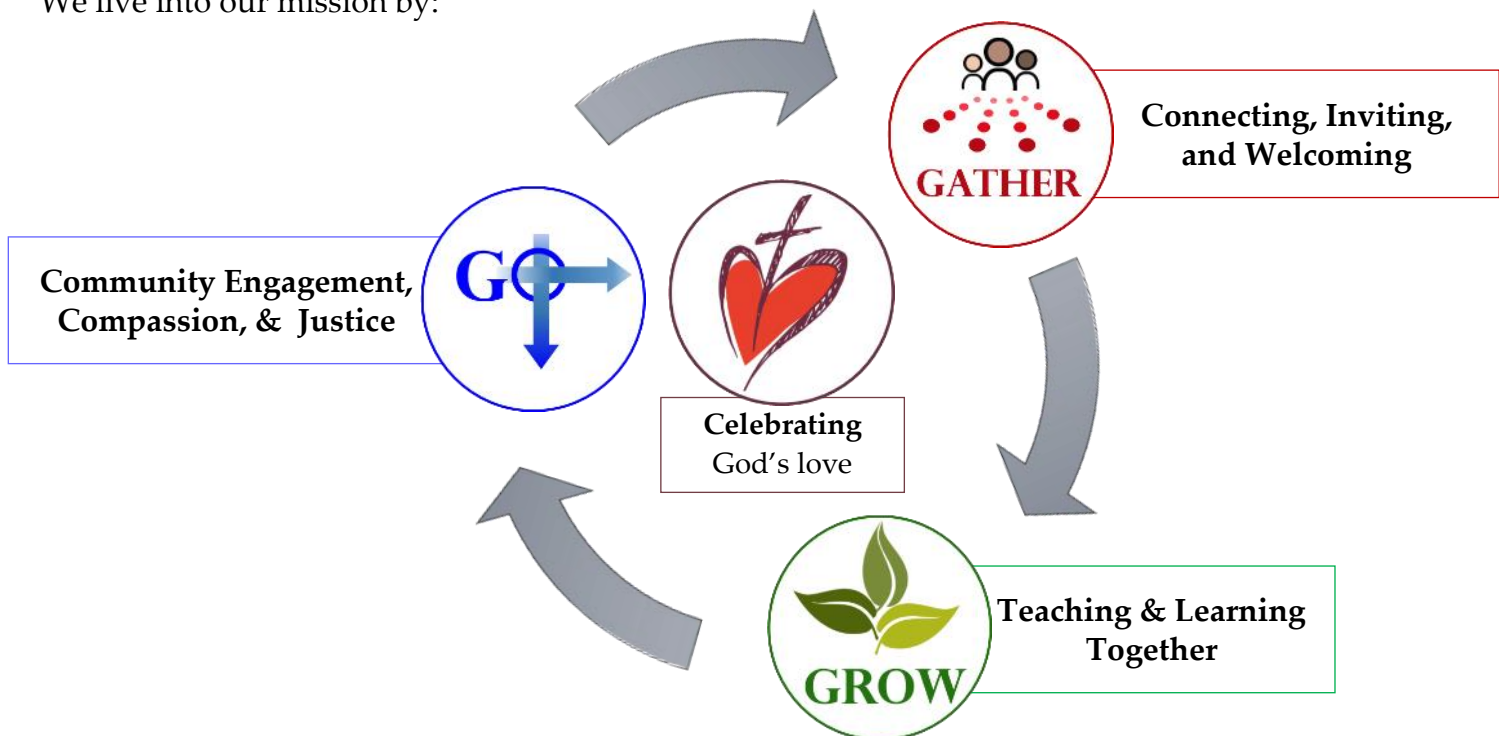 We live into our mission by:
GATHER
Connecting, Inviting,
and Welcoming
GO
Community Engagement,
Compassion, & Justice
Celebrating
God's love
GROW
Teaching & Learning
Together